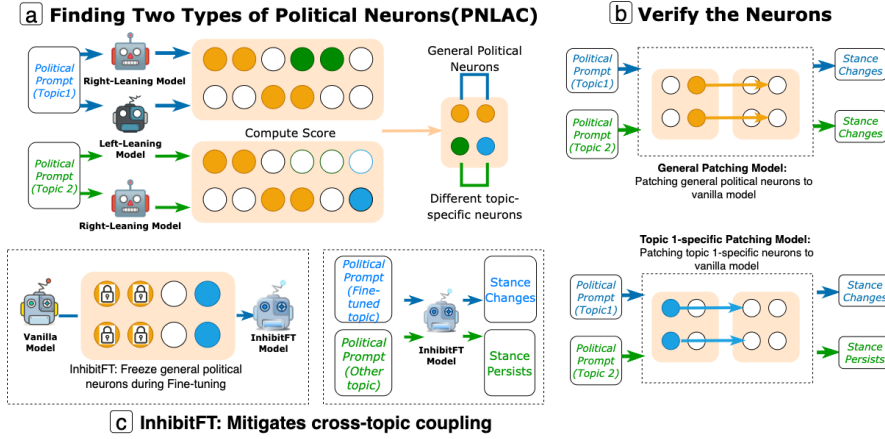 a Finding Two Types of Political Neurons(PNLAC)
Political
Prompt
(Topic1)
Right-Leaning Model
Left-Leaning
Model
Political
Prompt
(Topic 2)
Right-Leaning Model
Compute Score
General Political
Neurons
Different topic-
specific neurons
b Verify the Neurons
Political
Prompt
(Topic1)
Stance
Changes
Political
Prompt
(Topic 2)
Stance
Changes
General Patching Model:
Patching general political neurons to
vanilla model
Topic 1-specific Patching Model:
Patching topic 1-specific neurons to
vanilla model
Political
Prompt
(Topic1)
Stance
Changes
Political
Prompt
(Topic 2)
Stance
Persists
Vanilla
Model
InhibitFT
Model
InhibitFT: Freeze general political
neurons during Fine-tuning
Political
Prompt
(Fine-
tuned topic)
Stance
Changes
Political
Prompt
(Other
topic)
InhibitFT
Model
Stance
Persists
c InhibitFT: Mitigates cross-topic coupling